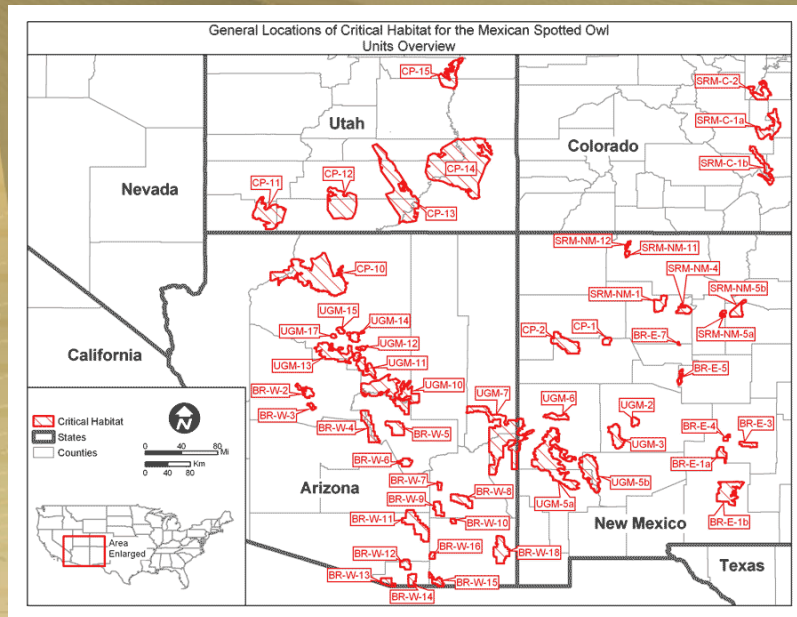 General Locations of Critical Habitat for the Mexican Spotted Owl
Units Overview
CP-15
SRM-C-2
Utah
SRM-C-1a
Colorado
SRM-C-1b
CP-14
CP-11
CP-12
Nevada
CP-13
SRM-NM-12
SRM-NM-11
CP-10
SRM-NM-4
SRM-NM-5b
SRM-NM-1
UGM-15
UGM-14
UGM-17
CP-2
CP-1
BR-E-7
SRM-NM-5a
UGM-12
California
UGM-13
UGM-11
BR-E-5
UGM-10
UGM-7
BR-W-2
UGM-6
UGM-2
BR-W-3
BR-W-4
BR-W-5
UGM-3
BR-E-4
BR-E-3
BR-E-1a
BR-W-6
Arizona
BR-W-7
BR-W-8
UGM-5b
BR-W-9
UGM-5a
BR-E-1b
BR-W-11
BR-W-10
New Mexico
BR-W-16
BR-W-18
BR-W-12
Texas
BR-W-13
BR-W-15
BR-W-14
Critical Habitat
States
Counties
N
0 40 80
Mi
Km
0 40 80
Area
Enlarged